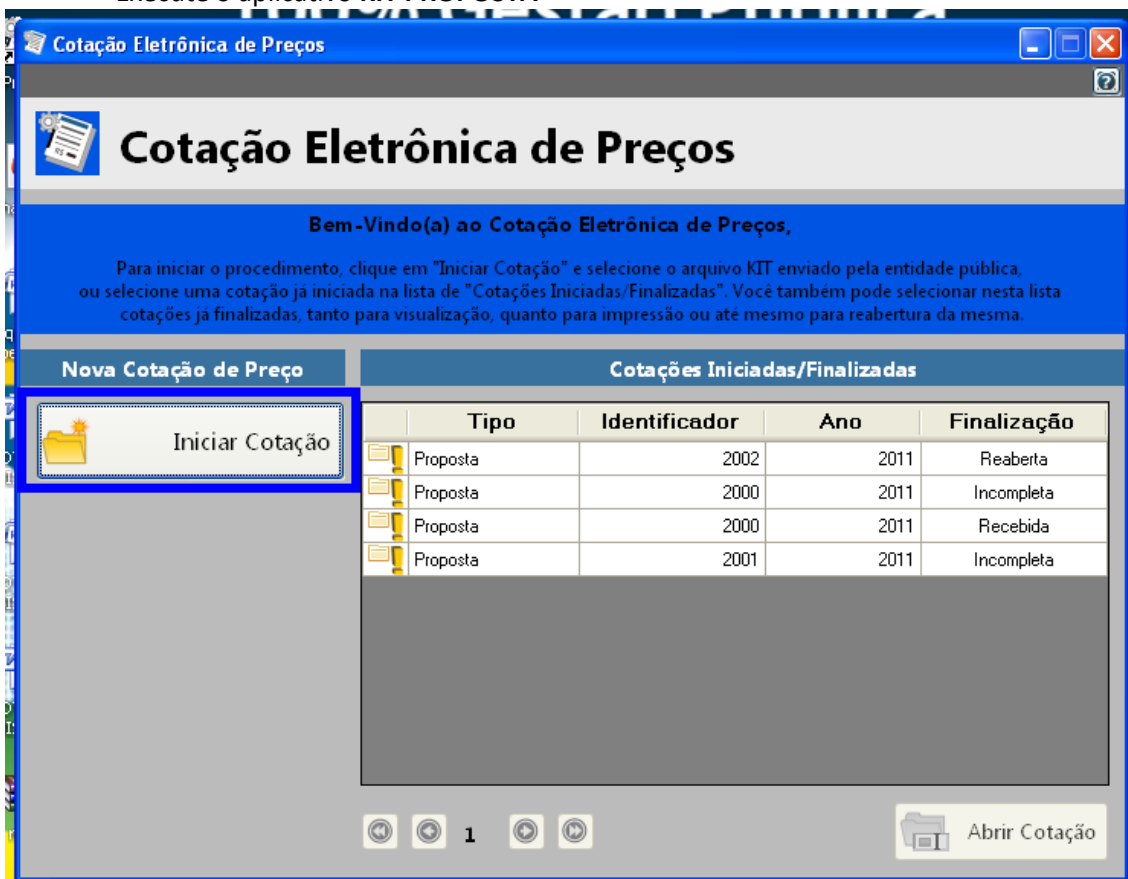 Execute o aplicativo
100% Gestão Pública
Cotação Eletrônica de Preços
Cotação Eletrônica de Preços
Bem-Vindo(a) ao Cotação Eletrônica de Preços,
Para iniciar o procedimento, clique em "Iniciar Cotação" e selecione o arquivo KIT enviado pela entidade pública,
ou selecione uma cotação já iniciada na lista de "Cotações Iniciadas/Finalizadas". Você também pode selecionar nesta lista
cotações já finalizadas, tanto para visualização, quanto para impressão ou até mesmo para reabertura da mesma.
Nova Cotação de Preço
Cotações Iniciadas/Finalizadas
Iniciar Cotação
Tipo Identificador Ano Finalização
Proposta 2002 2011 Reaberta
Proposta 2000 2011 Incompleta
Proposta 2000 2011 Recebida
Proposta 2001 2011 Incompleta
1
Abrir Cotação